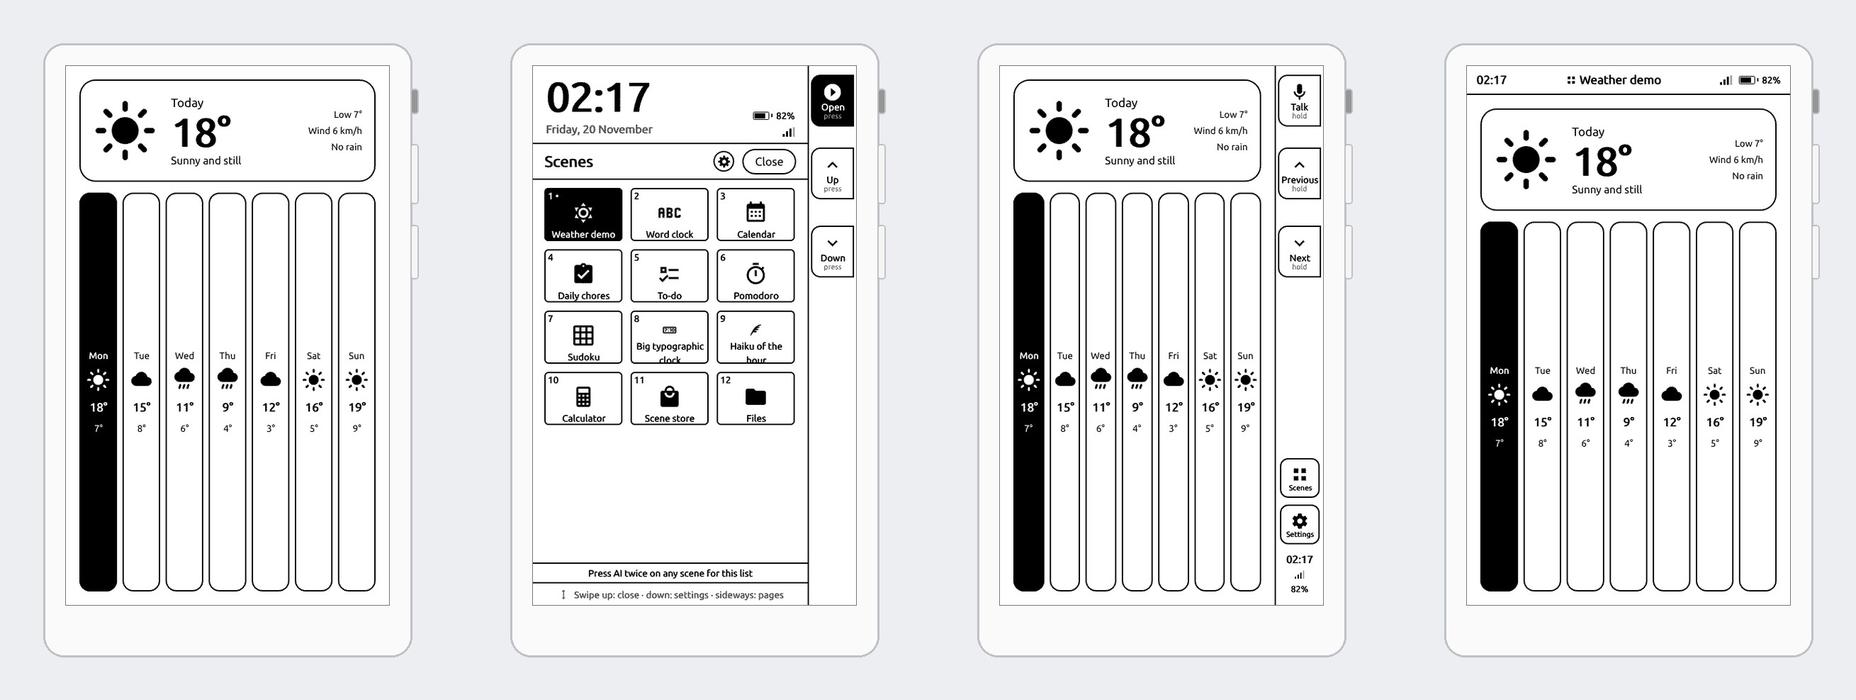 Today
18°
Sunny and still
Low 7°
Wind 6 km/h
No rain
Mon Tue Wed Thu Fri Sat Sun
18° 15° 11° 9° 12° 16° 19°
7° 8° 6° 4° 3° 5° 9°
02:17
82%
Friday, 20 November
Scenes
Close
1
Weather demo
2
Word clock
3
Calendar
4
Daily chores
5
To-do
6
Pomodoro
7
Sudoku
8
Big typographic
clock
9
Haiku of the
hour
10
Calculator
11
Scene store
12
Files
Press AI twice on any scene for this list
Swipe up: close · down: settings · sideways: pages
Open
press
Up
press
Down
press
Today
18°
Sunny and still
Low 7°
Wind 6 km/h
No rain
Mon Tue Wed Thu Fri Sat Sun
18° 15° 11° 9° 12° 16° 19°
7° 8° 6° 4° 3° 5° 9°
Talk
hold
Previous
hold
Next
hold
Scenes
Settings
02:17
82%
02:17 Weather demo 82%
Today
18°
Sunny and still
Low 7°
Wind 6 km/h
No rain
Mon Tue Wed Thu Fri Sat Sun
18° 15° 11° 9° 12° 16° 19°
7° 8° 6° 4° 3° 5° 9°